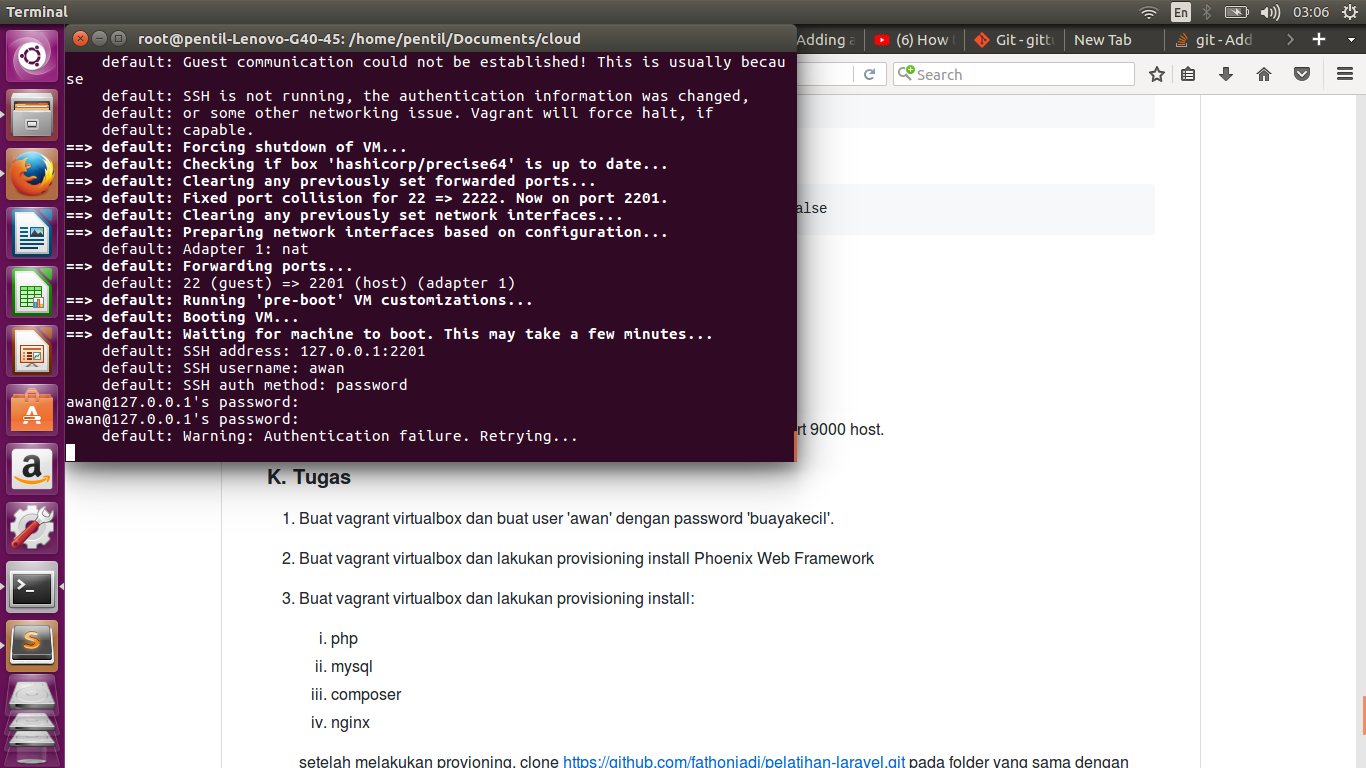 Terminal
En
03:06
root@pentil-Lenovo-G40-45: /home/pentil/Documents/cloud
Adding a
(6) How
Git - gitt
New Tab
git - Add
Search
default: Guest communication could not be established! This is usually becau
se
default: SSH is not running, the authentication information was changed,
default: or some other networking issue. Vagrant will force halt, if
default: capable.
==> default: Forcing shutdown of VM...
==> default: Checking if box 'hashicorp/precise64' is up to date...
==> default: Clearing any previously set forwarded ports...
==> default: Fixed port collision for 22 => 2222. Now on port 2201.
==> default: Clearing any previously set network interfaces...
==> default: Preparing network interfaces based on configuration...
default: Adapter 1: nat
==> default: Forwarding ports...
default: 22 (guest) => 2201 (host) (adapter 1)
==> default: Running 'pre-boot' VM customizations...
==> default: Booting VM...
==> default: Waiting for machine to boot. This may take a few minutes...
default: SSH address: 127.0.0.1:2201
default: SSH username: awan
default: SSH auth method: password
awan@127.0.0.1's password:
awan@127.0.0.1's password:
default: Warning: Authentication failure. Retrying...
alse
rt 9000 host.
K. Tugas
1. Buat vagrant virtualbox dan buat user 'awan' dengan password 'buayakecil'.
2. Buat vagrant virtualbox dan lakukan provisioning install Phoenix Web Framework
3. Buat vagrant virtualbox dan lakukan provisioning install:
i. php
ii. mysql
iii. composer
iv. nginx
setelah melakukan provioning, clone https://github.com/fathoniadi/pelatihan-laravel.git pada folder yang sama dengan